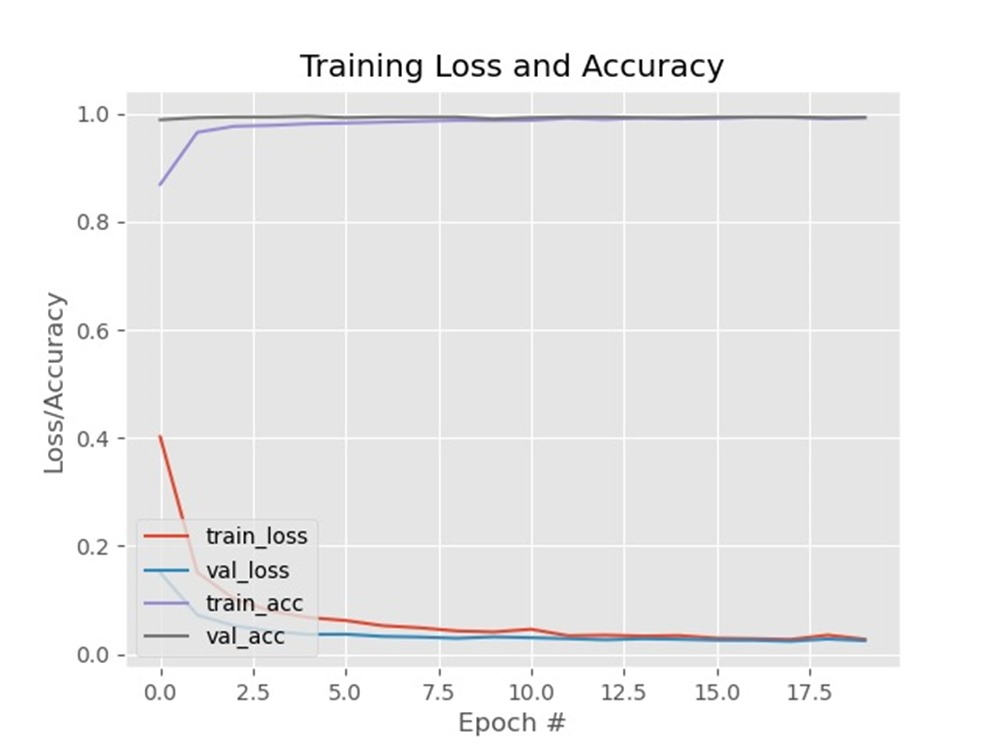 Training Loss and Accuracy
1.0
0.8
0.6
0.4
0.2
0.0
Loss/Accuracy
train_loss
val_loss
train_acc
val_acc
0.0 2.5 5.0 7.5 10.0 12.5 15.0 17.5
Epoch #